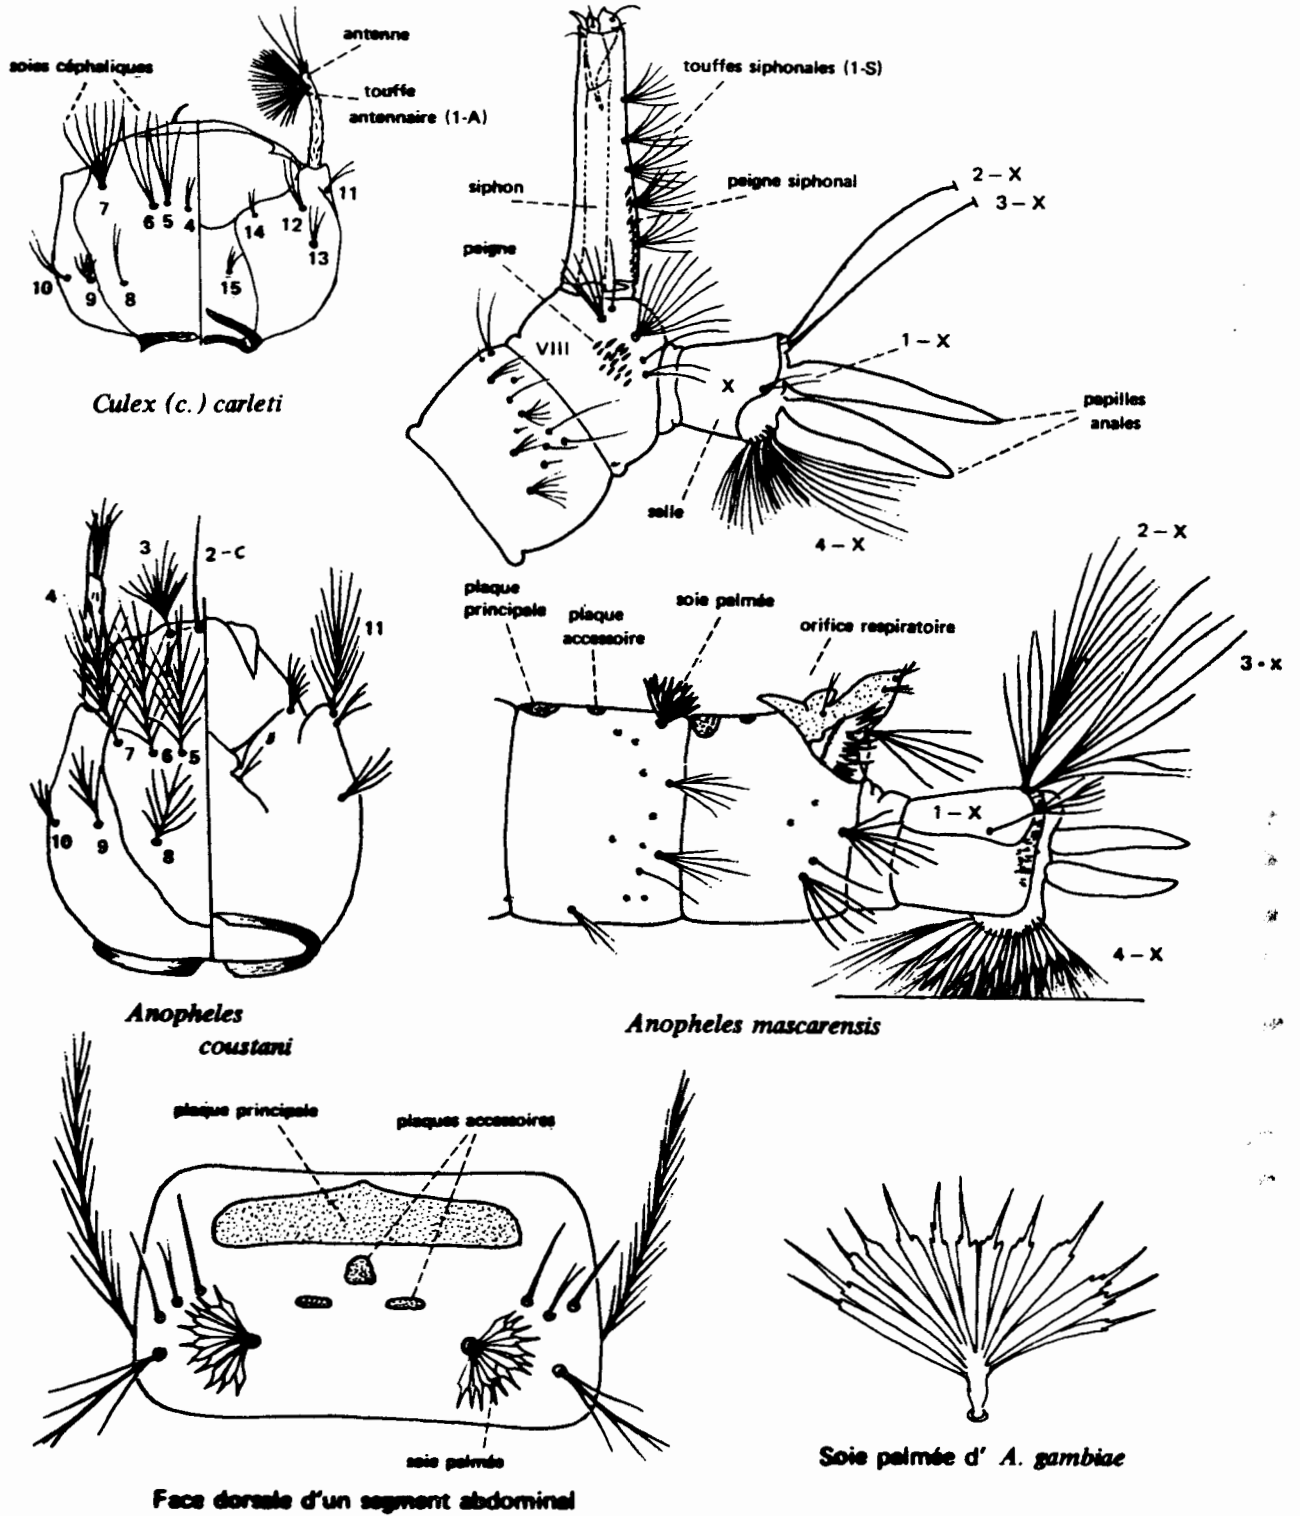 antenne
soies céphaliques
touffe
antennaire (1-A)
7
6
5
4
14
12
11
13
10
9
8
15
Culex (c.) carleti
touffes siphonales (1-S)
siphon
peigne siphonal
2 – X
3 – X
peigne
VIII
1 – X
X
papilles
anales
selle
4 – X
3
2 – C
4
11
7
6
5
10
9
8
Anopheles
coustani
plaque
principale
plaque
accessoire
soie palmée
orifice respiratoire
2 – X
3 - x
1 – X
4 – X
Anopheles mascarensis
plaque principale
plaques accessoires
soie palmée
Face dorsale d'un segment abdominal
Soie palmée d' A. gambiae